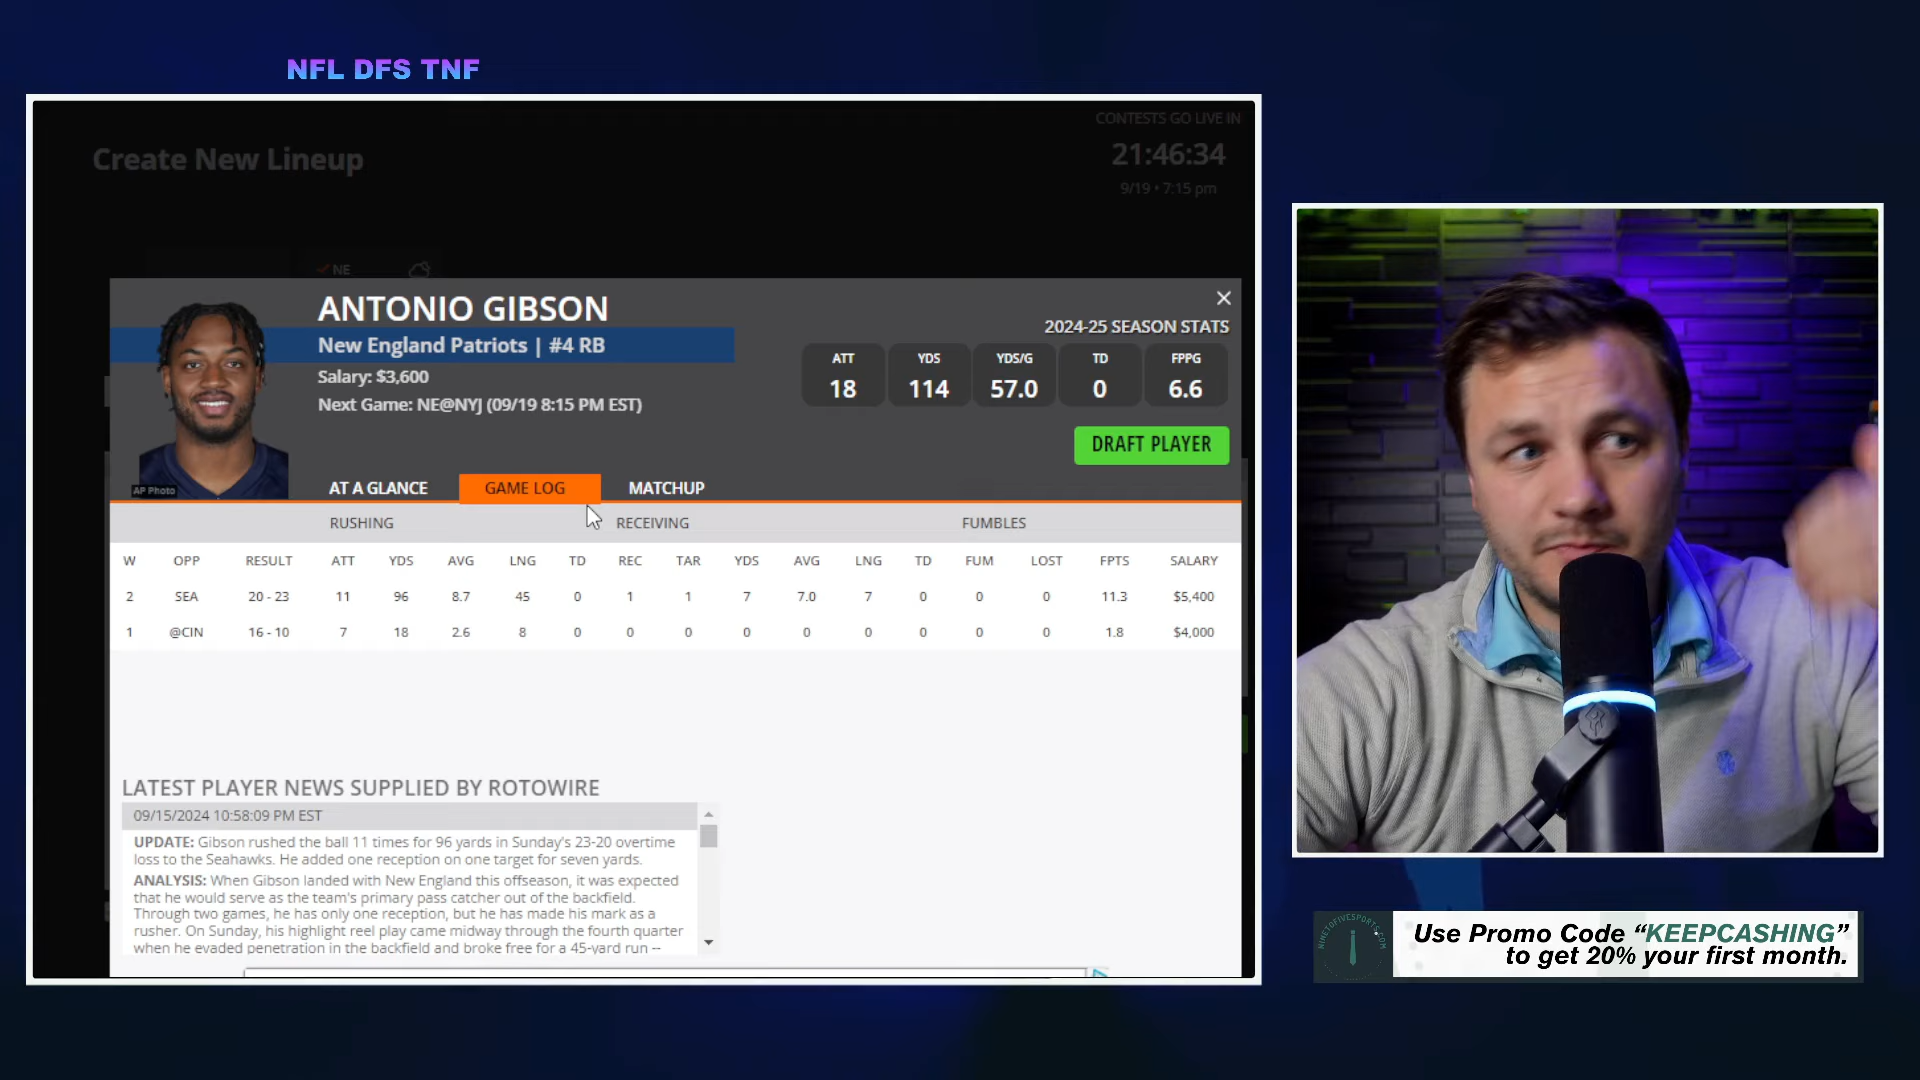 NFL DFS TNF
CONTESTS GO LIVE IN
Create New Lineup
21:46:34
9/19 • 7:15 pm
NE
ANTONIO GIBSON
New England Patriots | #4 RB
Salary: $3,600
Next Game: NE@NYJ (09/19 8:15 PM EST)
2024-25 SEASON STATS
ATT YDS YDS/G TD FPPG
18 114 57.0 0 6.6
DRAFT PLAYER
AP Photo
AT A GLANCE GAME LOG MATCHUP
RUSHING RECEIVING FUMBLES
W OPP RESULT ATT YDS AVG LNG TD REC TAR YDS AVG LNG TD FUM LOST FPTS SALARY
2 SEA 20 - 23 11 96 8.7 45 0 1 1 7 7.0 7 0 0 0 11.3 $5,400
1 @CIN 16 - 10 7 18 2.6 8 0 0 0 0 0 0 0 0 0 1.8 $4,000
LATEST PLAYER NEWS SUPPLIED BY ROTOWIRE
09/15/2024 10:58:09 PM EST
UPDATE: Gibson rushed the ball 11 times for 96 yards in Sunday's 23-20 overtime
loss to the Seahawks. He added one reception on one target for seven yards.
ANALYSIS: When Gibson landed with New England this offseason, it was expected
that he would serve as the team's primary pass catcher out of the backfield.
Through two games, he has only one reception, but he has made his mark as a
rusher. On Sunday, his highlight reel play came midway through the fourth quarter
when he evaded penetration in the backfield and broke free for a 45-yard run --
NINETOFIVESPORTS.COM
Use Promo Code “KEEPCASHING”
to get 20% your first month.